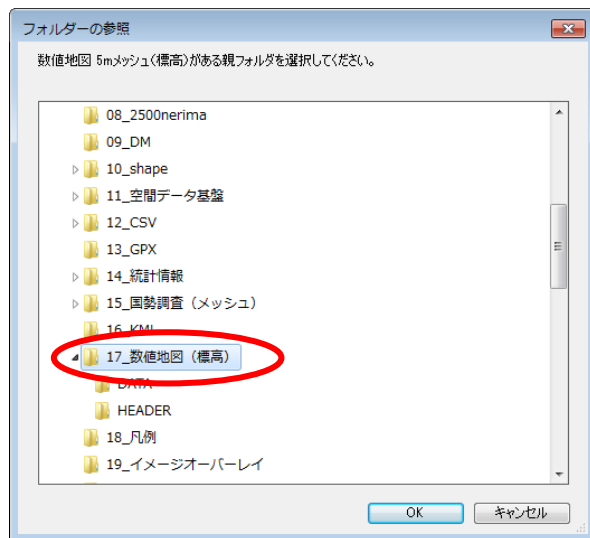 フォルダーの参照
数値地図 5mメッシュ(標高)がある親フォルダを選択してください。
08_2500nerima
09_DM
10_shape
11_空間データ基盤
12_CSV
13_GPX
14_統計情報
15_国勢調査（メッシュ）
16_KML
17_数値地図（標高）
DATA
HEADER
18_凡例
19_イメージオーバーレイ
OK キャンセル